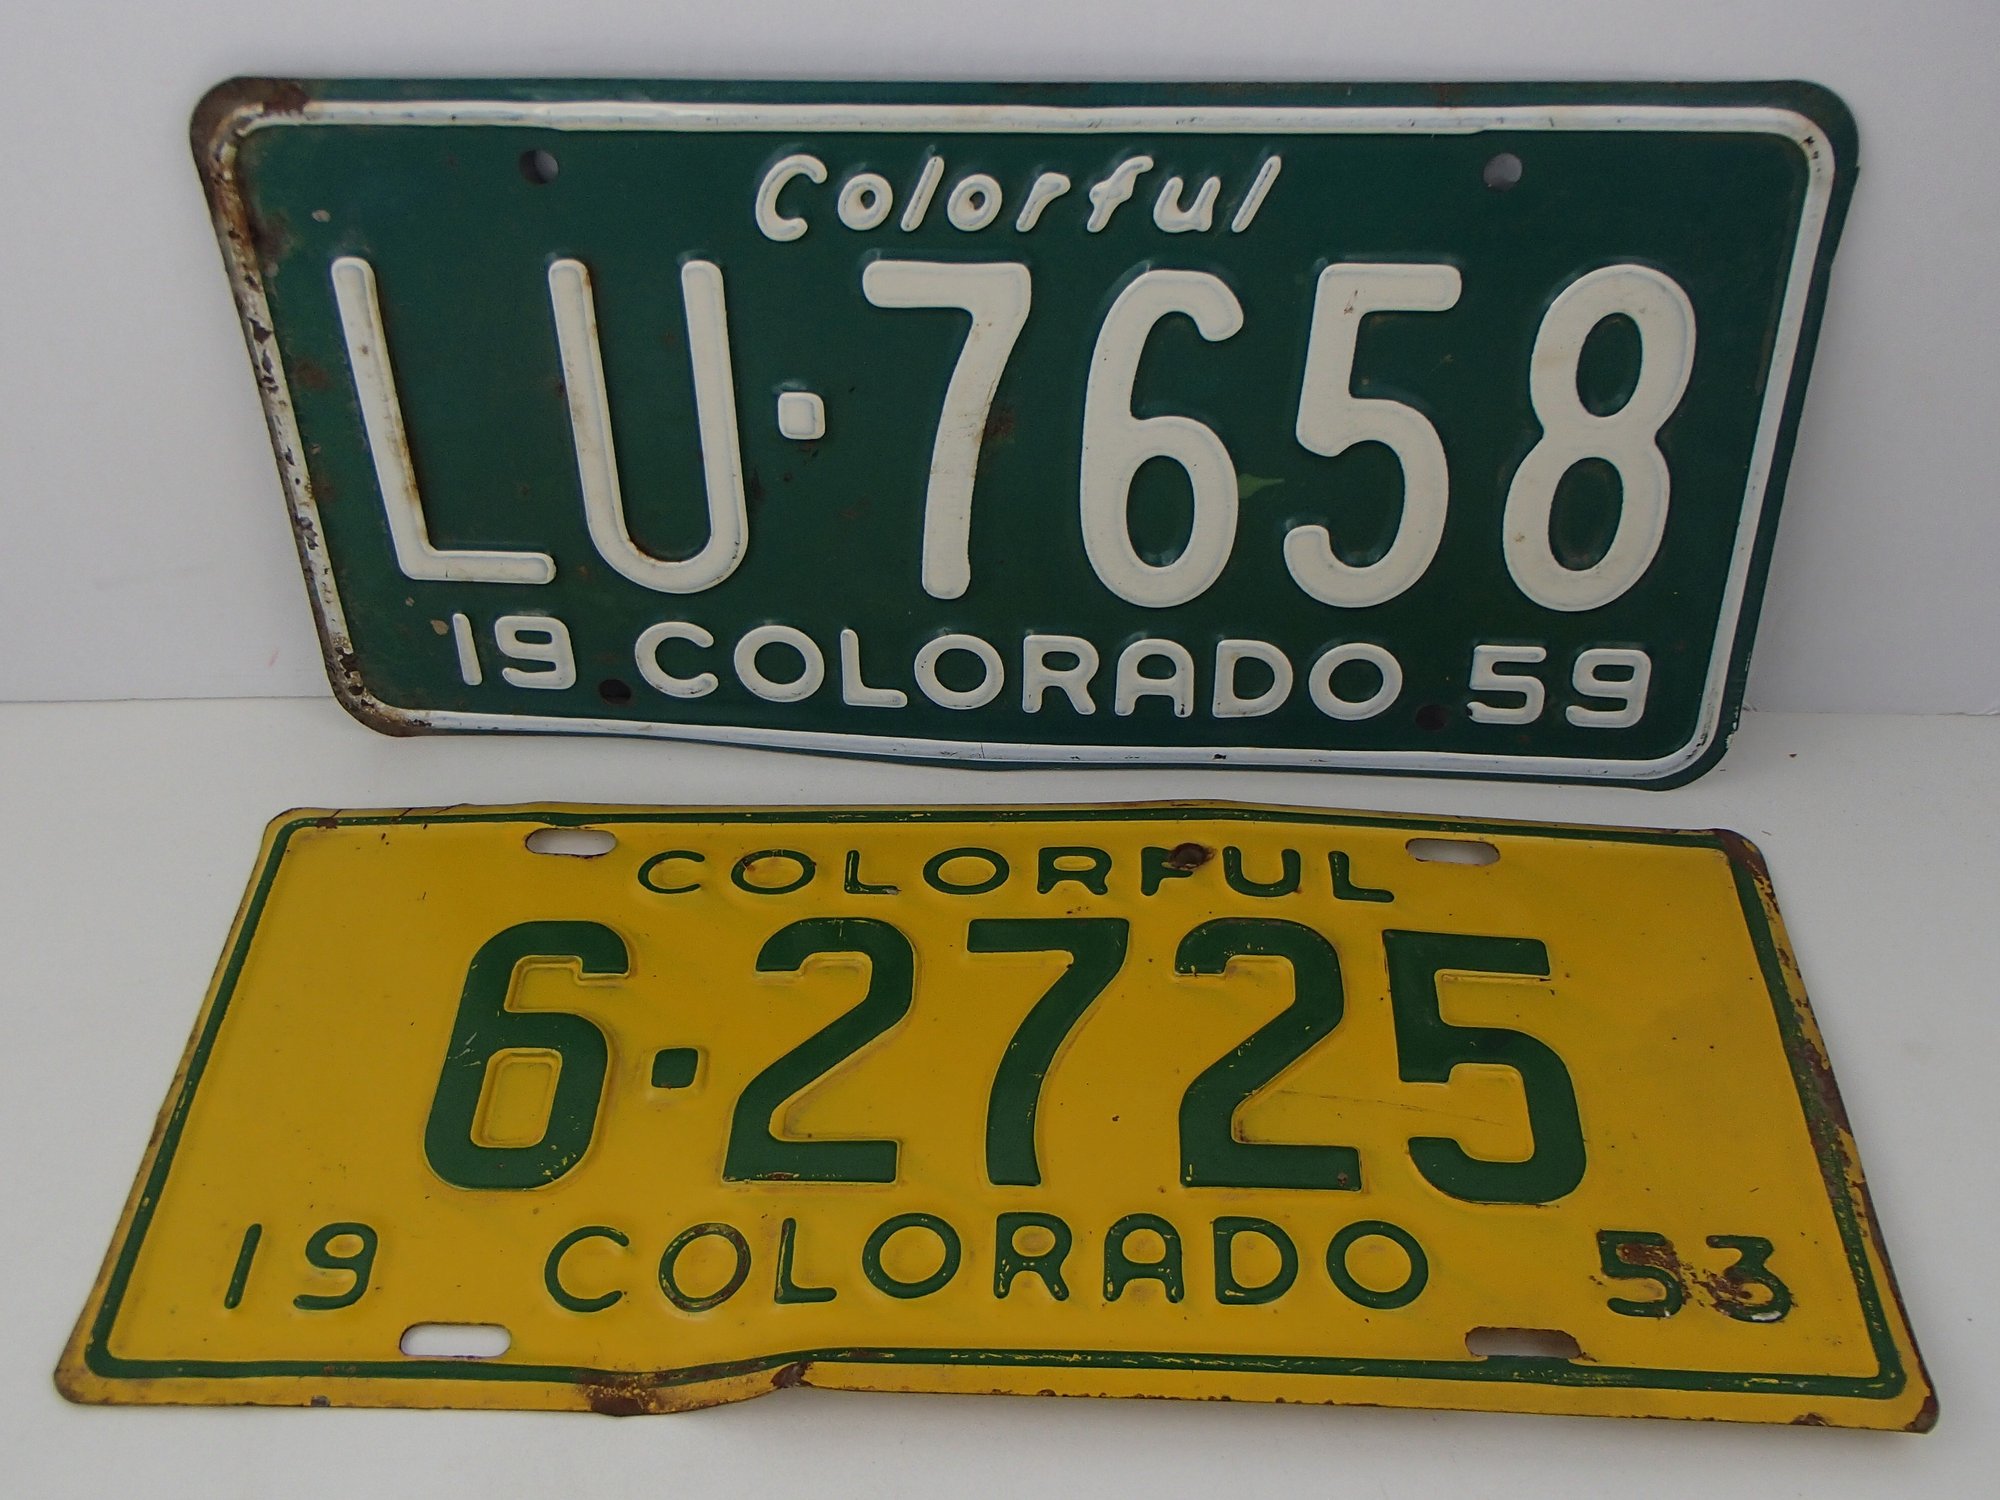 Colorful
LU·7658
19 COLORADO 59
COLORFUL
6·2725
19 COLORADO 53